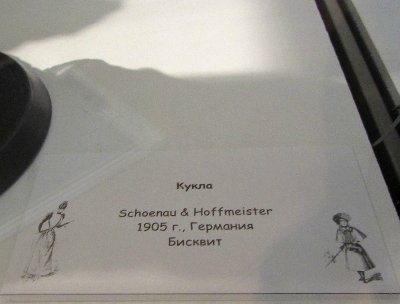 Кукла
Schoenau & Hoffmeister
1905 г., Германия
Бисквит